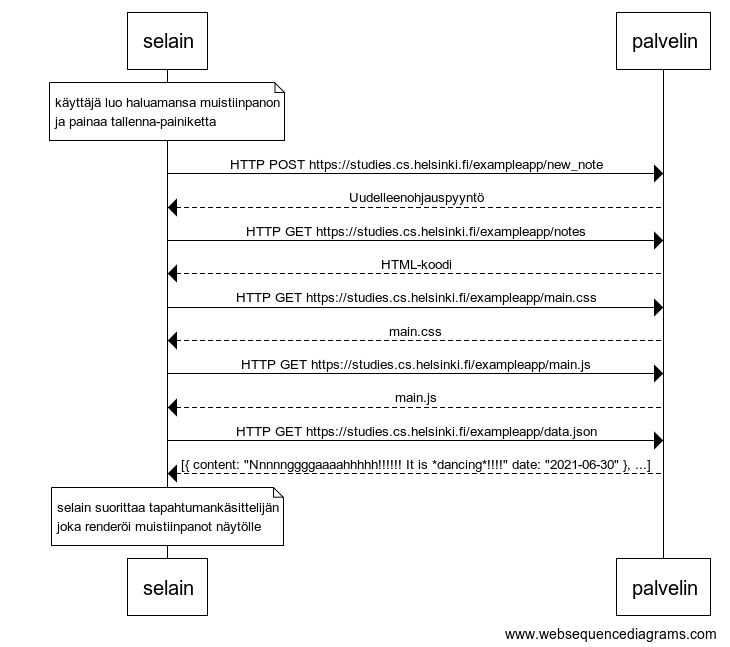 selain palvelin
käyttäjä luo haluamansa muistiinpanon
ja painaa tallenna-painiketta
HTTP POST https://studies.cs.helsinki.fi/exampleapp/new_note
Uudelleenohjauspyyntö
HTTP GET https://studies.cs.helsinki.fi/exampleapp/notes
HTML-koodi
HTTP GET https://studies.cs.helsinki.fi/exampleapp/main.css
main.css
HTTP GET https://studies.cs.helsinki.fi/exampleapp/main.js
main.js
HTTP GET https://studies.cs.helsinki.fi/exampleapp/data.json
[{ content: "Nnnnnggggaaaahhhhh!!!!!! It is *dancing*!!!!" date: "2021-06-30" }, ...]
selain suorittaa tapahtumankäsittelijän
joka renderöi muistiinpanot näytölle
selain palvelin
www.websequencediagrams.com